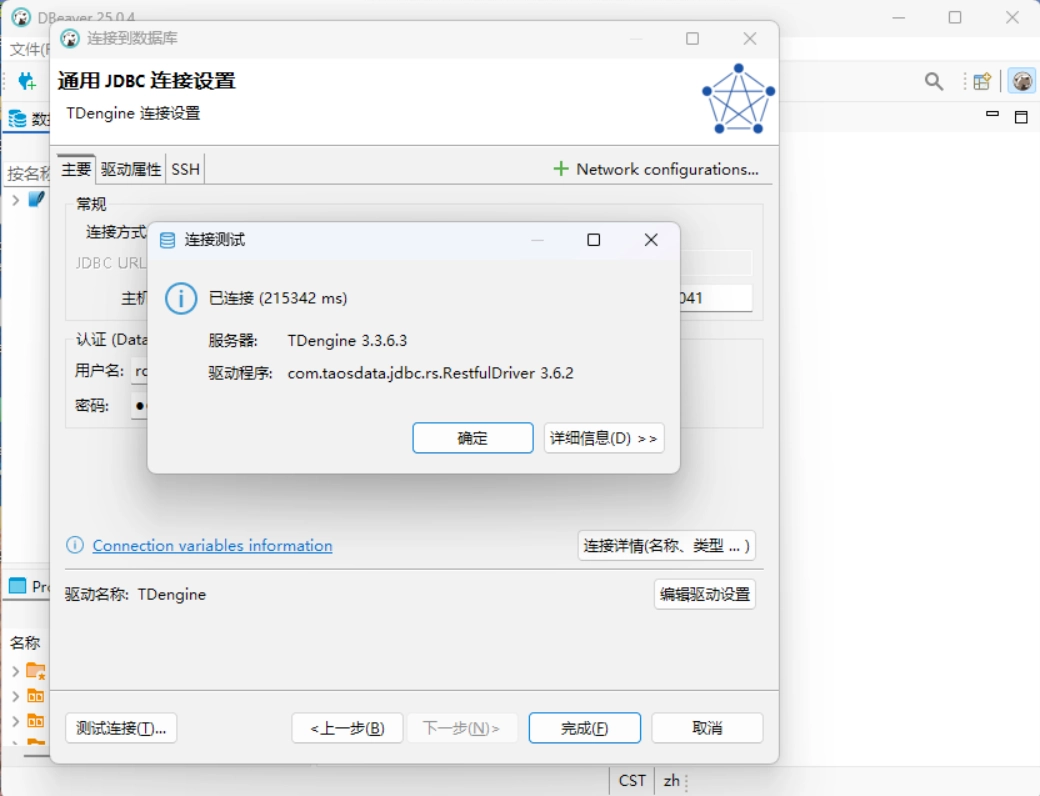 DBeaver 25.0.4
文件(F
连接到数据库
通用 JDBC 连接设置
TDengine 连接设置
数据
主要 驱动属性 SSH
Network configurations...
按名称
常规
连接方式
JDBC URL
主机
041
认证 (Data
用户名: ro
密码:
连接测试
已连接 (215342 ms)
服务器: TDengine 3.3.6.3
驱动程序: com.taosdata.jdbc.rs.RestfulDriver 3.6.2
确定 详细信息(D) >>
Connection variables information
连接详情(名称、类型 ... )
Pro
驱动名称: TDengine
编辑驱动设置
名称
测试连接(T)... <上一步(B) 下一步(N)> 完成(F) 取消
CST zh